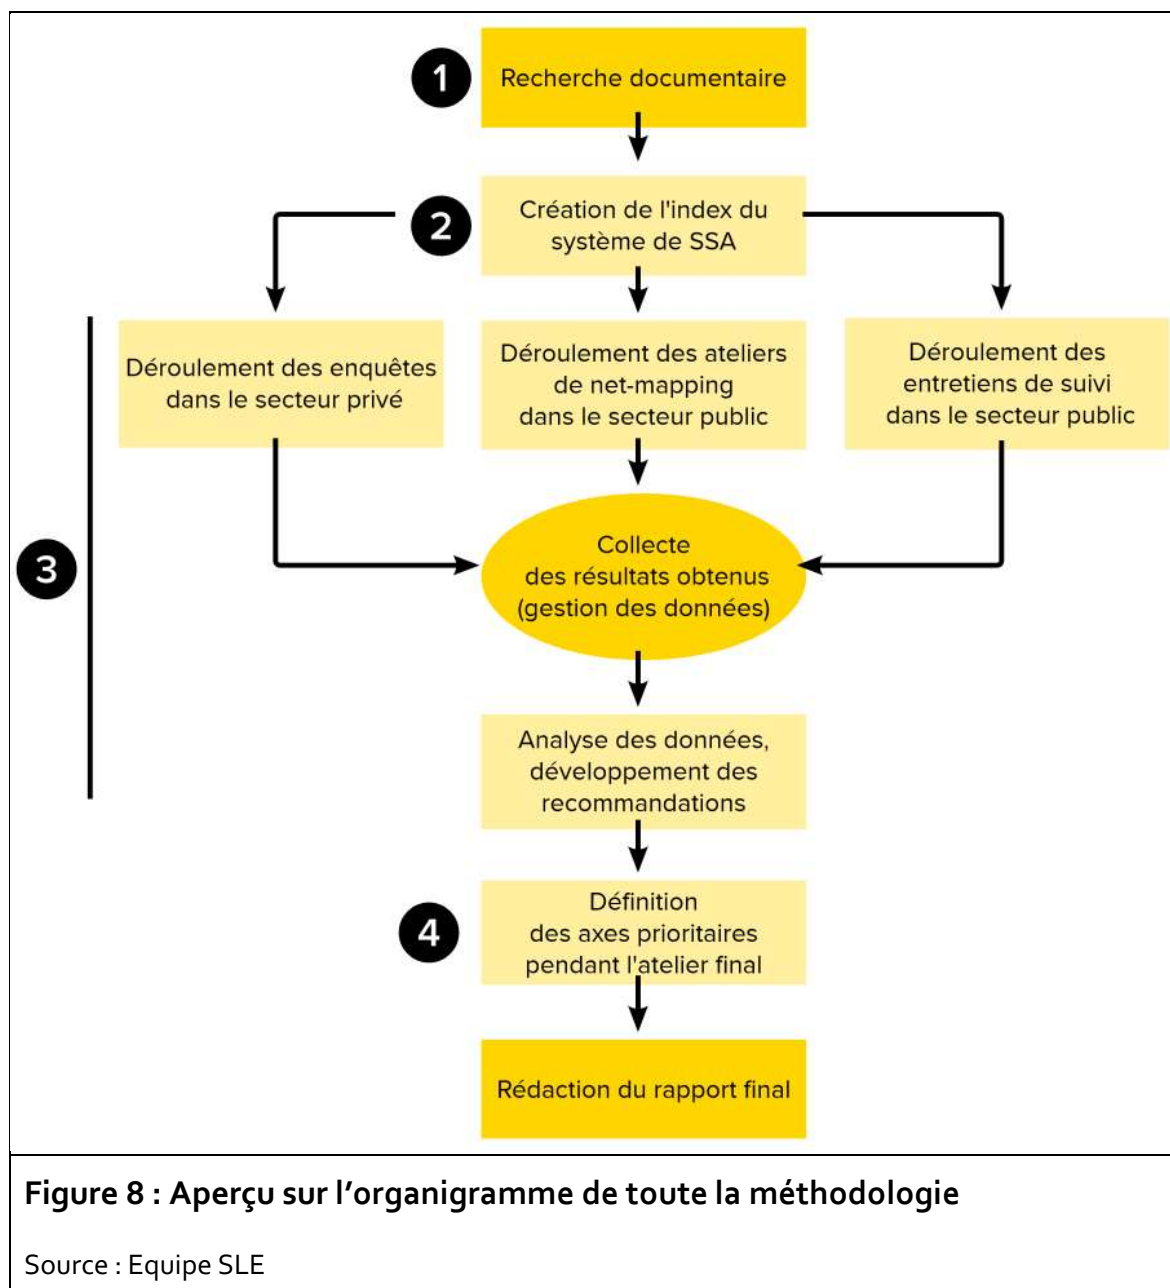 1
Recherche documentaire
2
Création de l'index du
système de SSA
Déroulement des enquêtes
dans le secteur privé
Déroulement des ateliers
de net-mapping
dans le secteur public
Déroulement des
entretiens de suivi
dans le secteur public
3
Collecte
des résultats obtenus
(gestion des données)
Analyse des données,
développement des
recommandations
4
Définition
des axes prioritaires
pendant l'atelier final
Rédaction du rapport final
Figure 8 : Aperçu sur l’organigramme de toute la méthodologie
Source : Equipe SLE